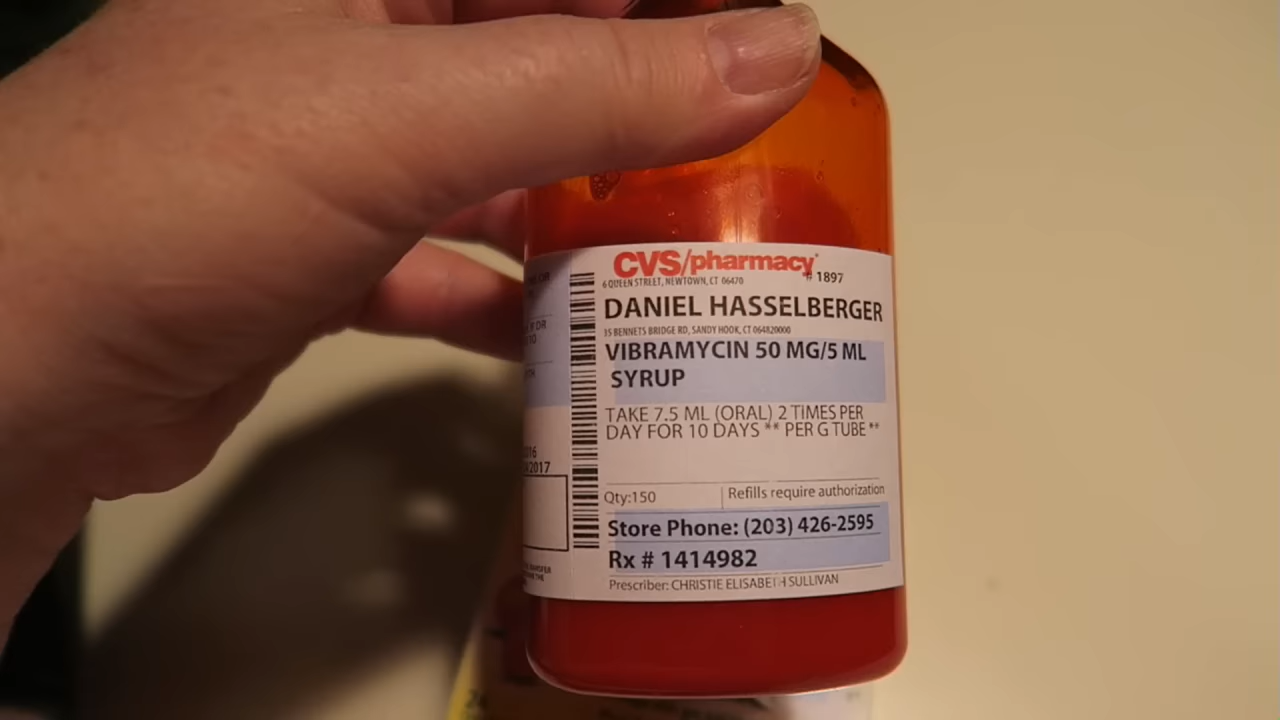 CVS/pharmacy
# 1897
6 QUEEN STREET, NEWTOWN, CT 06470
DANIEL HASSELBERGER
35 BENNETS BRIDGE RD, SANDY HOOK, CT 064820000
VIBRAMYCIN 50 MG/5 ML
SYRUP
TAKE 7.5 ML (ORAL) 2 TIMES PER
DAY FOR 10 DAYS ** PER G TUBE **
Qty:150
Refills require authorization
Store Phone: (203) 426-2595
Rx # 1414982
Prescriber: CHRISTIE ELISABETH SULLIVAN